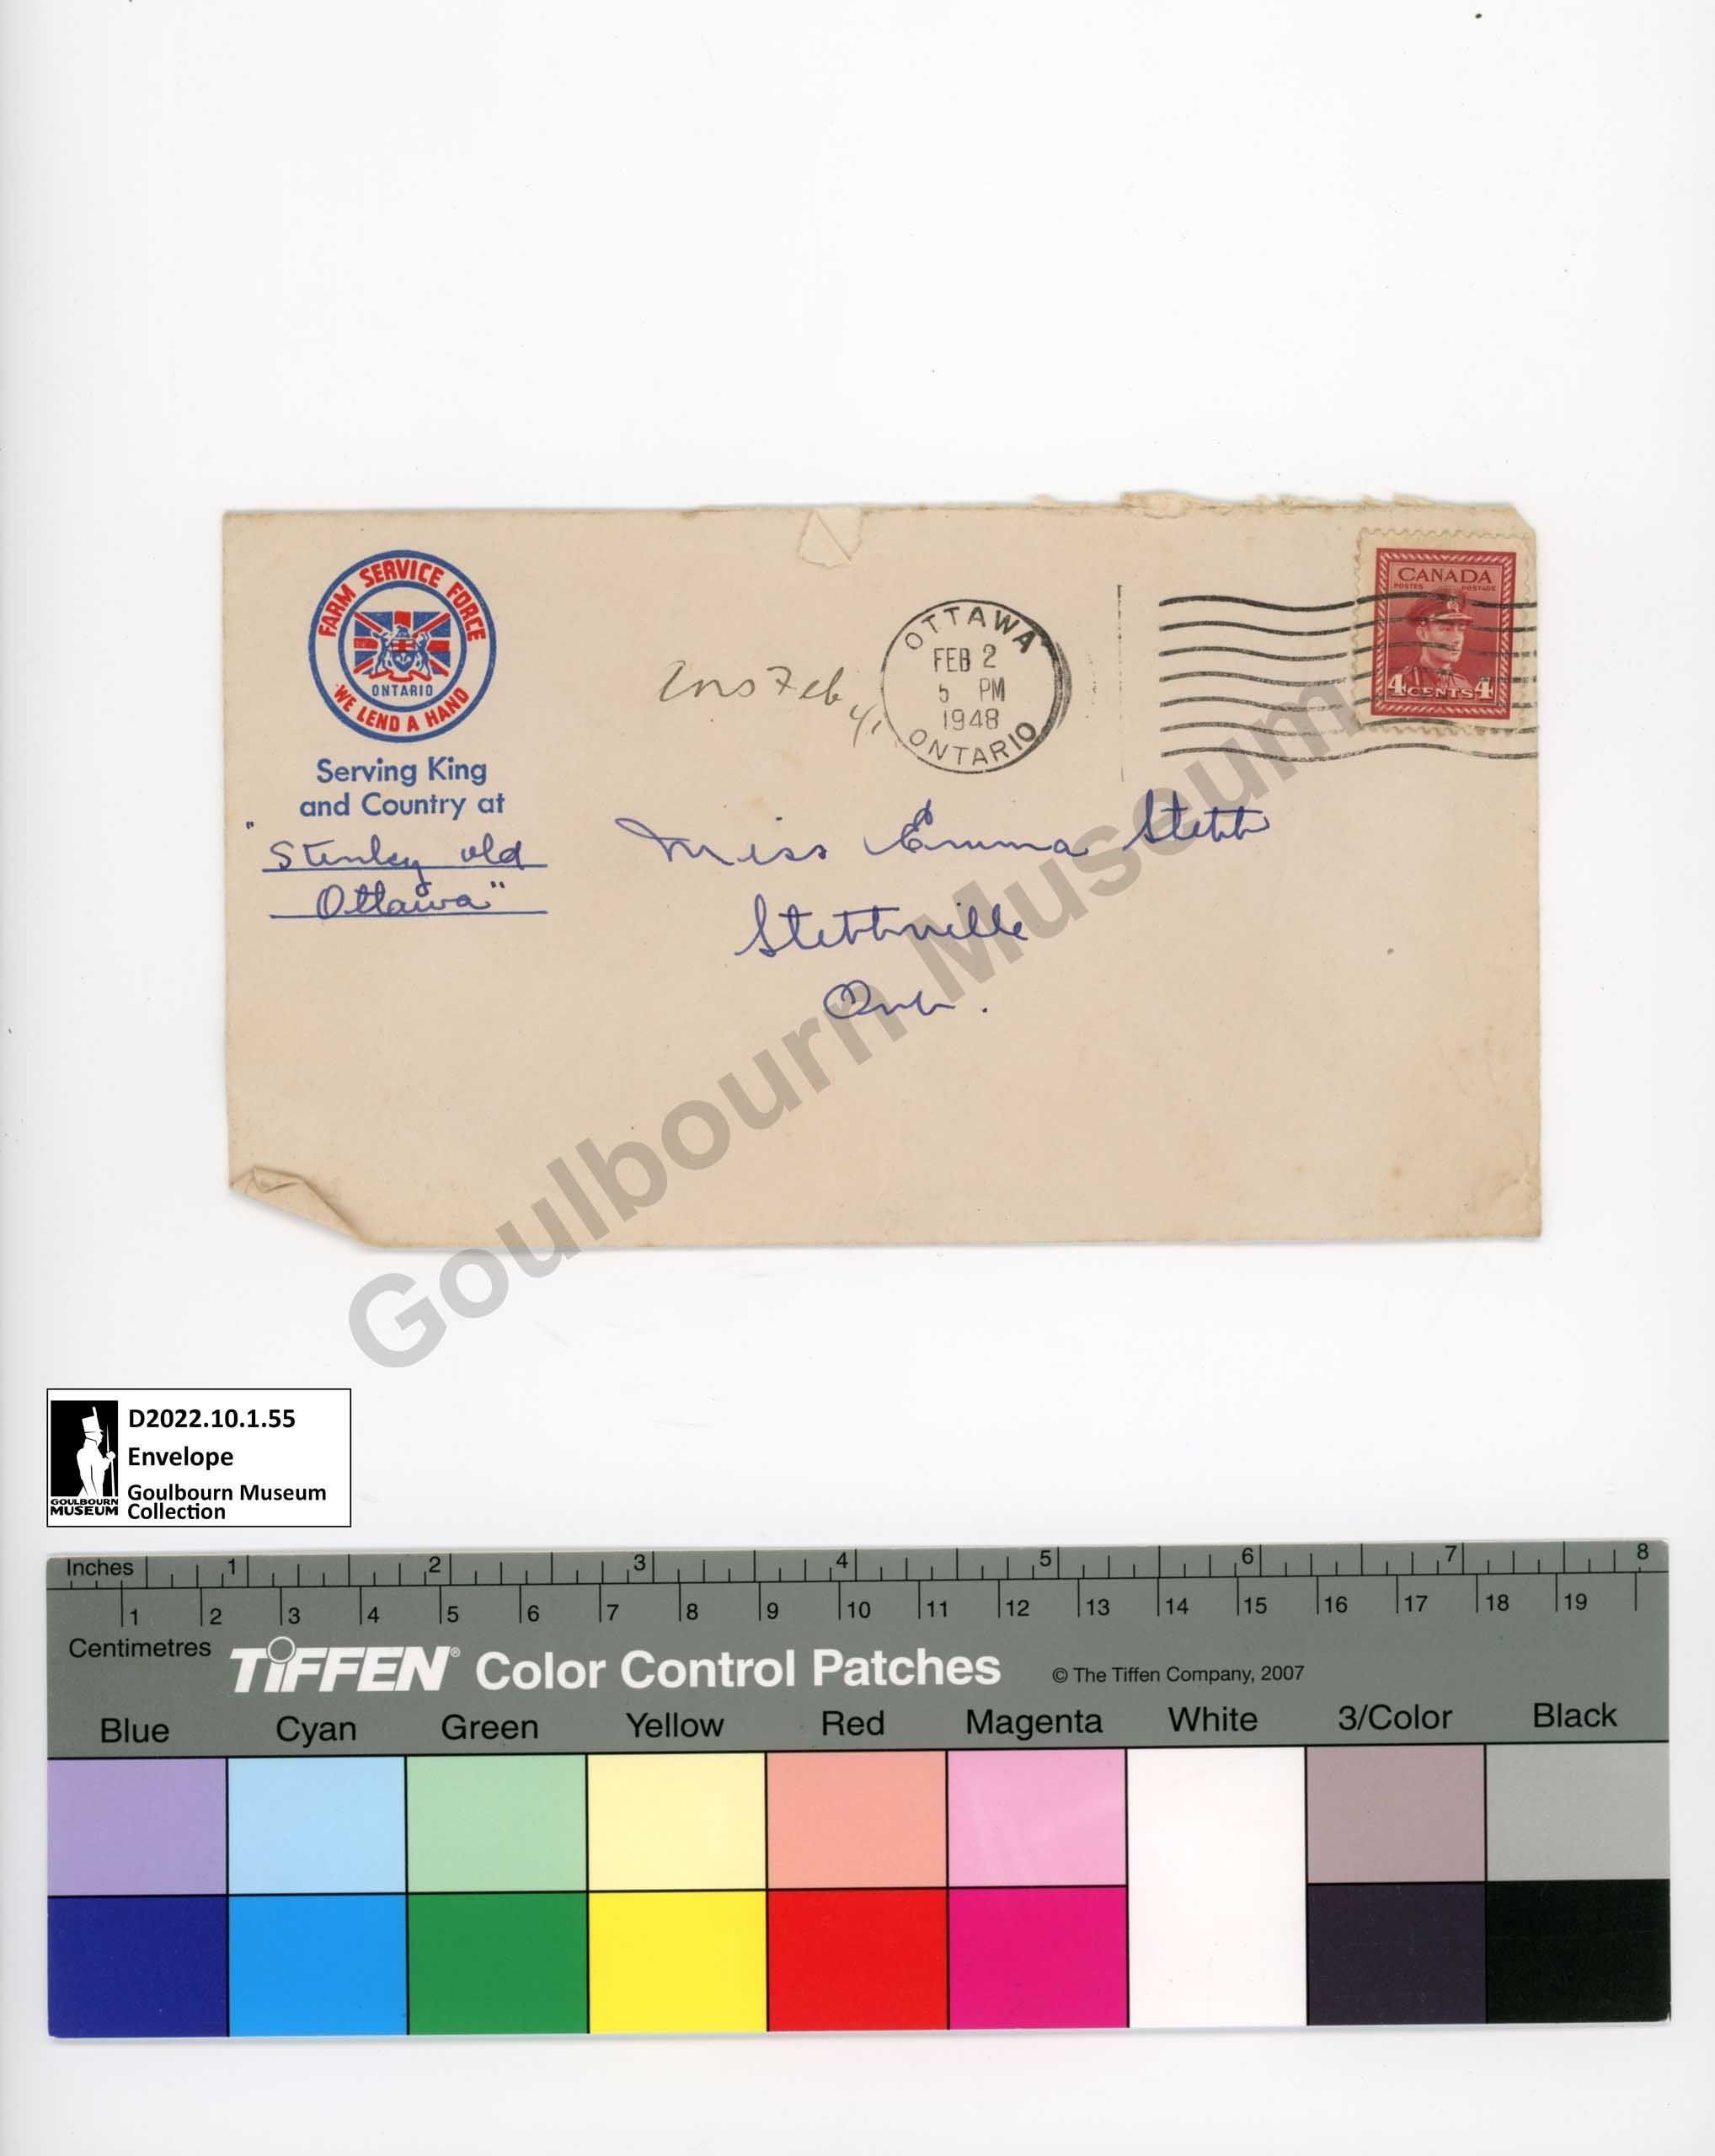 FARM SERVICE FORCE
ONTARIO
WE LEND A HAND
Serving King
and Country at
"Stenley old
Ottawa"
Ans Feb
OTTAWA
FEB 2
5 PM
1948
ONTARIO
CANADA
POSTES POSTAGE
4 CENTS 4
Miss Emma Stitt
Stittsville
Ont.
Goulbourn Museum
D2022.10.1.55
Envelope
Goulbourn Museum
Collection
GOULBOURN
MUSEUM
Inches 1 2 3 4 5 6 7 8
1 2 3 4 5 6 7 8 9 10 11 12 13 14 15 16 17 18 19
Centimetres
TIFFEN® Color Control Patches © The Tiffen Company, 2007
Blue Cyan Green Yellow Red Magenta White 3/Color Black